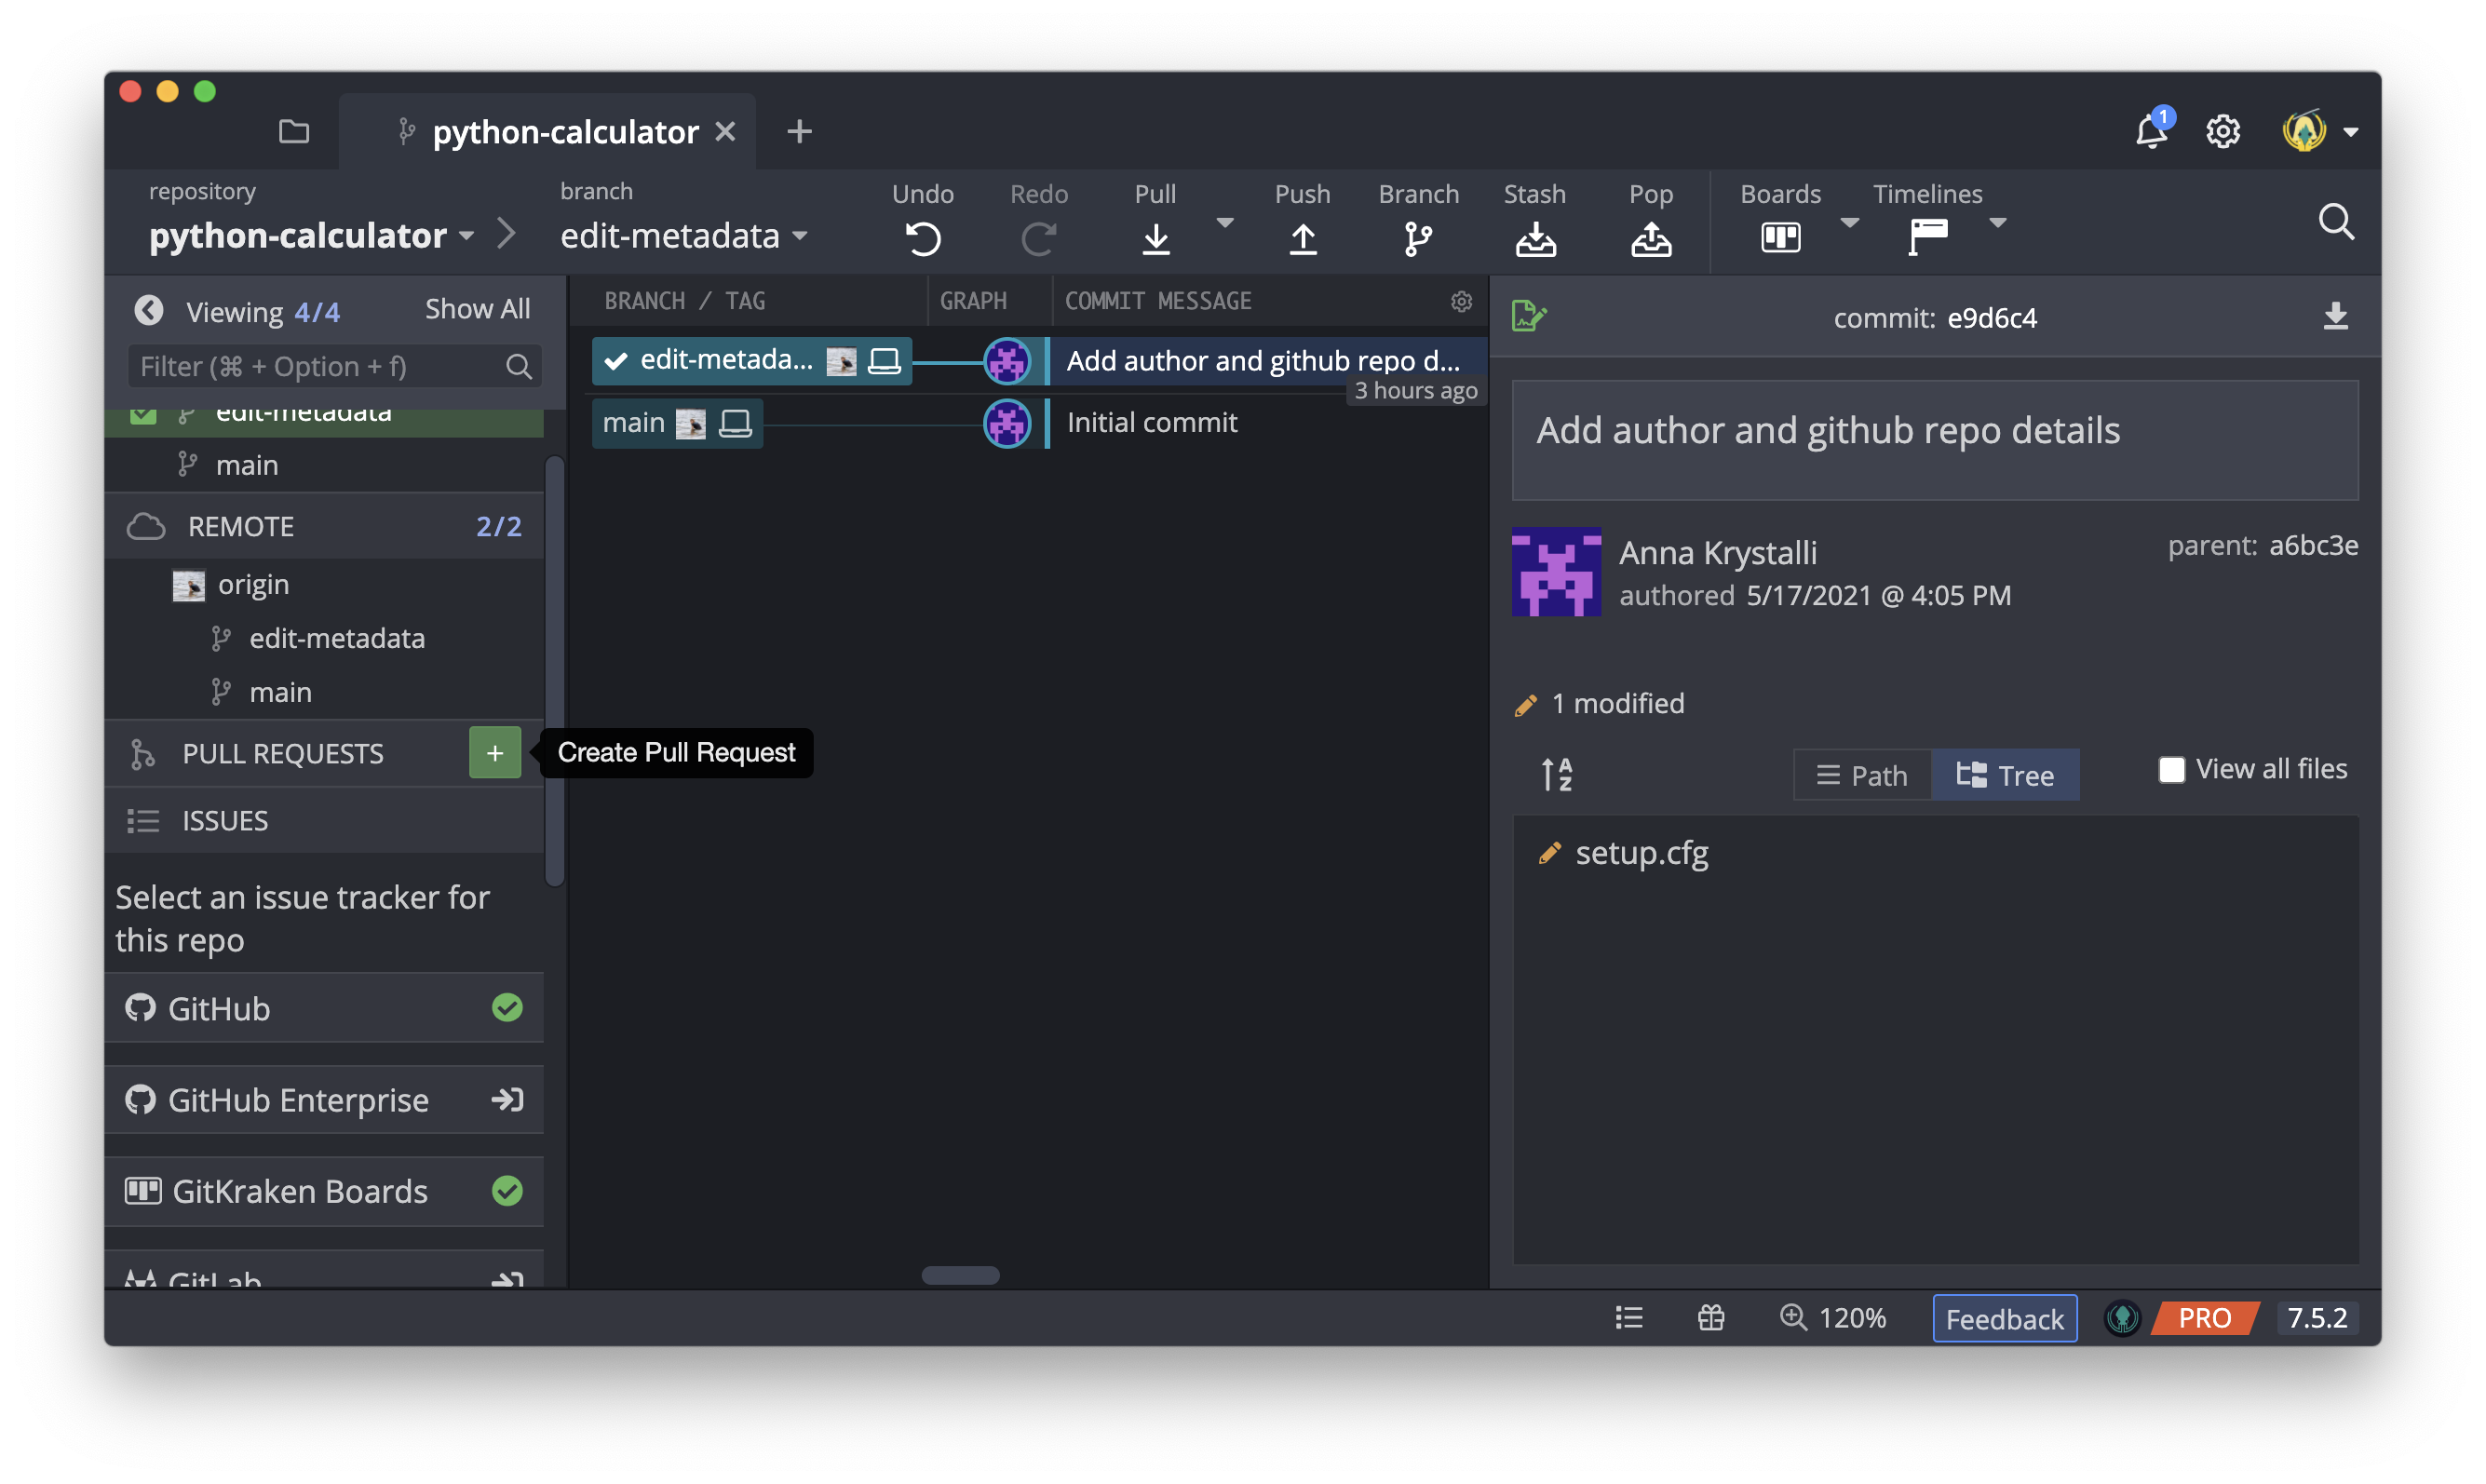 python-calculator
1
repository
python-calculator
branch
edit-metadata
Undo
Redo
Pull
Push
Branch
Stash
Pop
Boards
Timelines
Viewing 4/4
Show All
Filter (⌘ + Option + f)
edit-metadata
main
REMOTE
2/2
origin
edit-metadata
main
PULL REQUESTS
+
Create Pull Request
ISSUES
Select an issue tracker for
this repo
GitHub
GitHub Enterprise
GitKraken Boards
GitLab
BRANCH / TAG
GRAPH
COMMIT MESSAGE
edit-metada...
Add author and github repo d...
3 hours ago
main
Initial commit
commit: e9d6c4
Add author and github repo details
Anna Krystalli
authored 5/17/2021 @ 4:05 PM
parent: a6bc3e
1 modified
A
Z
Path
Tree
View all files
setup.cfg
120%
Feedback
PRO
7.5.2